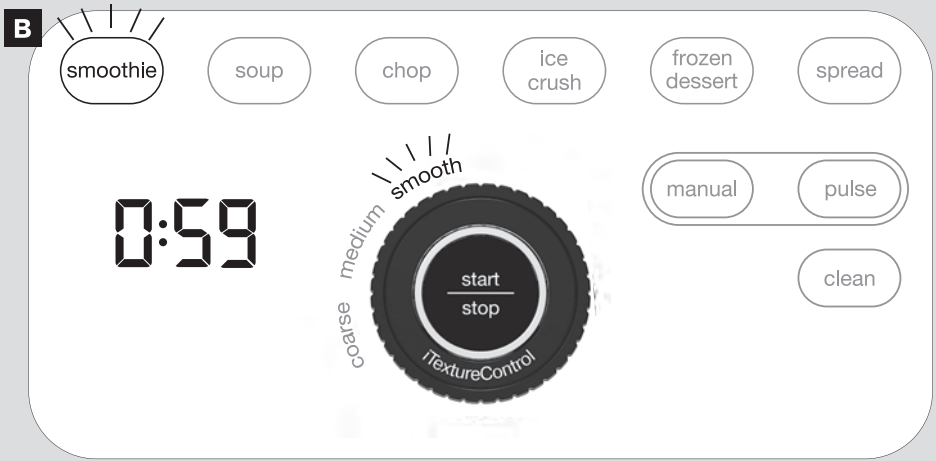 B
smoothie
soup
chop
ice
crush
frozen
dessert
spread
smooth
medium
coarse
0:59
start
stop
iTextureControl
manual
pulse
clean